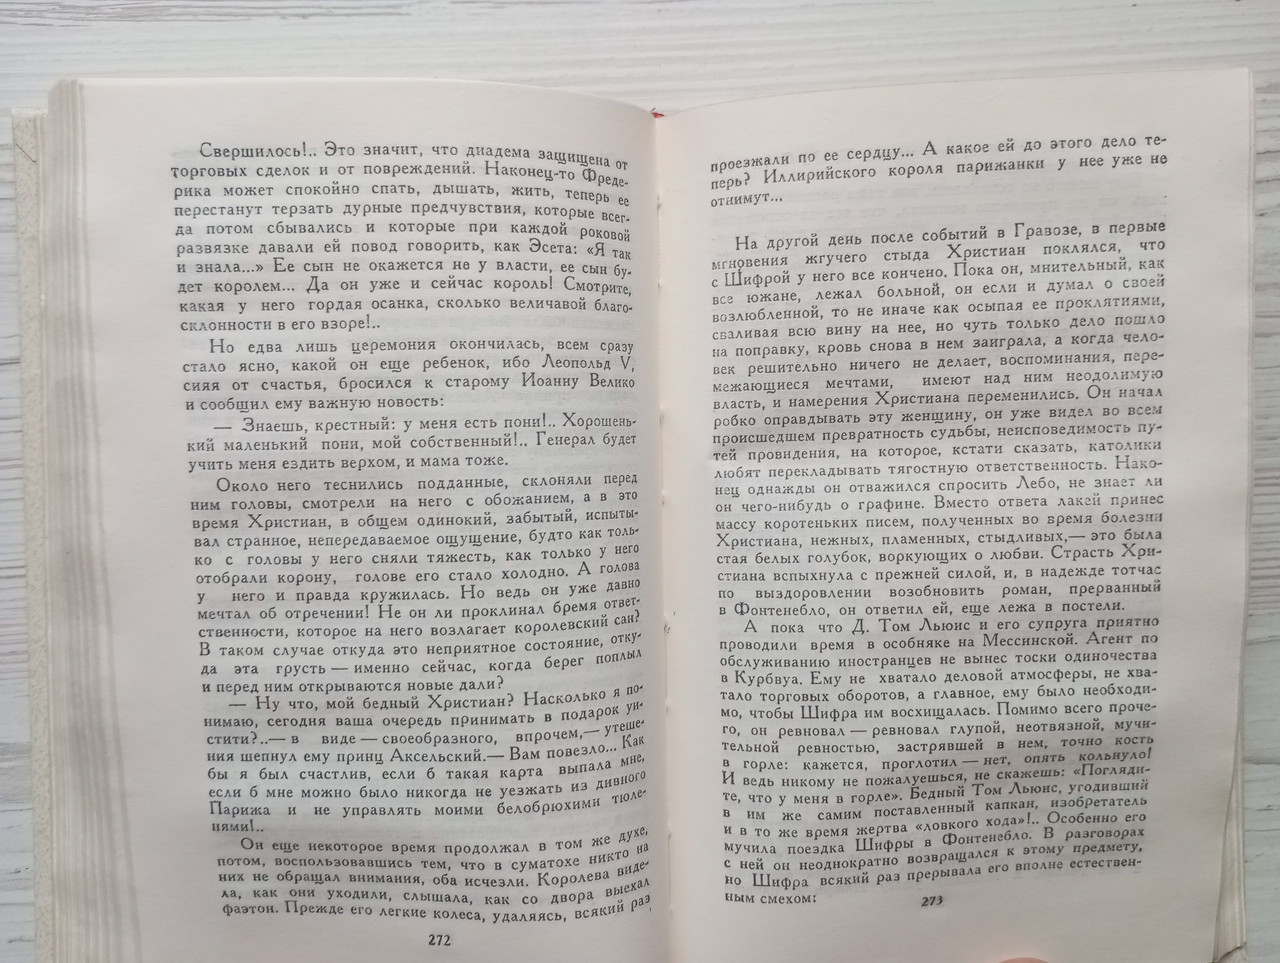 Свершилось!.. Это значит, что диадема защищена от
торговых сделок и от повреждений. Наконец-то Фреде-
рика может спокойно спать, дышать, жить, теперь ее
перестанут терзать дурные предчувствия, которые всег-
да потом сбывались и которые при каждой роковой
развязке давали ей повод говорить, как Эсета: «Я так
и знала...» Ее сын не окажется не у власти, ее сын бу-
дет королем... Да он уже и сейчас король! Смотрите,
какая у него гордая осанка, сколько величавой благо-
склонности в его взоре!..
Но едва лишь церемония окончилась, всем сразу
стало ясно, какой он еще ребенок, ибо Леопольд V,
сияя от счастья, бросился к старому Иоанну Велико
и сообщил ему важную новость:
— Знаешь, крестный: у меня есть пони!.. Хорошень-
кий маленький пони, мой собственный!.. Генерал будет
учить меня ездить верхом, и мама тоже.
Около него теснились подданные, склоняли перед
ним головы, смотрели на него с обожанием, а в это
время Христиан, в общем одинокий, забытый, испыты-
вал странное, непередаваемое ощущение, будто как толь-
ко с головы у него сняли тяжесть, как только у него
отобрали корону, голове его стало холодно. А голова
у него и правда кружилась. Но ведь он уже давно
мечтал об отречении! Не он ли проклинал бремя ответ-
ственности, которое на него возлагает королевский сан?
В таком случае откуда это неприятное состояние, отку-
да эта грусть — именно сейчас, когда берег поплыл
и перед ним открываются новые дали?
— Ну что, мой бедный Христиан? Насколько я по-
нимаю, сегодня ваша очередь принимать в подарок уи-
стити?..— в виде — своеобразного, впрочем,— утеше-
ния шепнул ему принц Аксельский.— Вам повезло... Как
бы я был счастлив, если б такая карта выпала мне,
если б мне можно было никогда не уезжать из дивного
Парижа и не управлять моими белобрюхими тюле-
нями!..
Он еще некоторое время продолжал в том же духе,
потом, воспользовавшись тем, что в суматохе никто на
них не обращал внимания, оба исчезли. Королева виде-
ла, как они уходили, слышала, как со двора выехал
фаэтон. Прежде его легкие колеса, удаляясь, всякий раз
272
проезжали по ее сердцу... А какое ей до этого дело те-
перь? Иллирийского короля парижанки у нее уже не
отнимут...
На другой день после событий в Гравозе, в первые
мгновения жгучего стыда Христиан поклялся, что
с Шифрой у него все кончено. Пока он, мнительный, как
все южане, лежал больной, он если и думал о своей
возлюбленной, то не иначе как осыпая ее проклятиями,
сваливая всю вину на нее, но чуть только дело пошло
на поправку, кровь снова в нем заиграла, а когда чело-
век решительно ничего не делает, воспоминания, пере-
межающиеся мечтами, имеют над ним неодолимую
власть, и намерения Христиана переменились. Он начал
робко оправдывать эту женщину, он уже видел во всем
происшедшем превратность судьбы, неисповедимость пу-
тей провидения, на которое, кстати сказать, католики
любят перекладывать тягостную ответственность. Нако-
нец однажды он отважился спросить Лебо, не знает ли
он чего-нибудь о графине. Вместо ответа лакей принес
массу коротеньких писем, полученных во время болезни
Христиана, нежных, пламенных, стыдливых,— это была
стая белых голубок, воркующих о любви. Страсть Хри-
стиана вспыхнула с прежней силой, и, в надежде тотчас
по выздоровлении возобновить роман, прерванный
в Фонтенебло, он ответил ей, еще лежа в постели.
А пока что Д. Том Льюис и его супруга приятно
проводили время в особняке на Мессинской. Агент по
обслуживанию иностранцев не вынес тоски одиночества
в Курбвуа. Ему не хватало деловой атмосферы, не хва-
тало торговых оборотов, а главное, ему было необходи-
мо, чтобы Шифра им восхищалась. Помимо всего проче-
го, он ревновал — ревновал глупой, неотвязной, мучи-
тельной ревностью, застрявшей в нем, точно кость
в горле: кажется, проглотил — нет, опять кольнуло!
И ведь никому не пожалуешься, не скажешь: «Погляди-
те, что у меня в горле». Бедный Том Льюис, угодивший
в им же самим поставленный капкан, изобретатель
и в то же время жертва «ловкого хода»!.. Особенно его
мучила поездка Шифры в Фонтенебло. В разговорах
с ней он неоднократно возвращался к этому предмету,
но Шифра всякий раз прерывала его вполне естествен-
ным смехом:
273